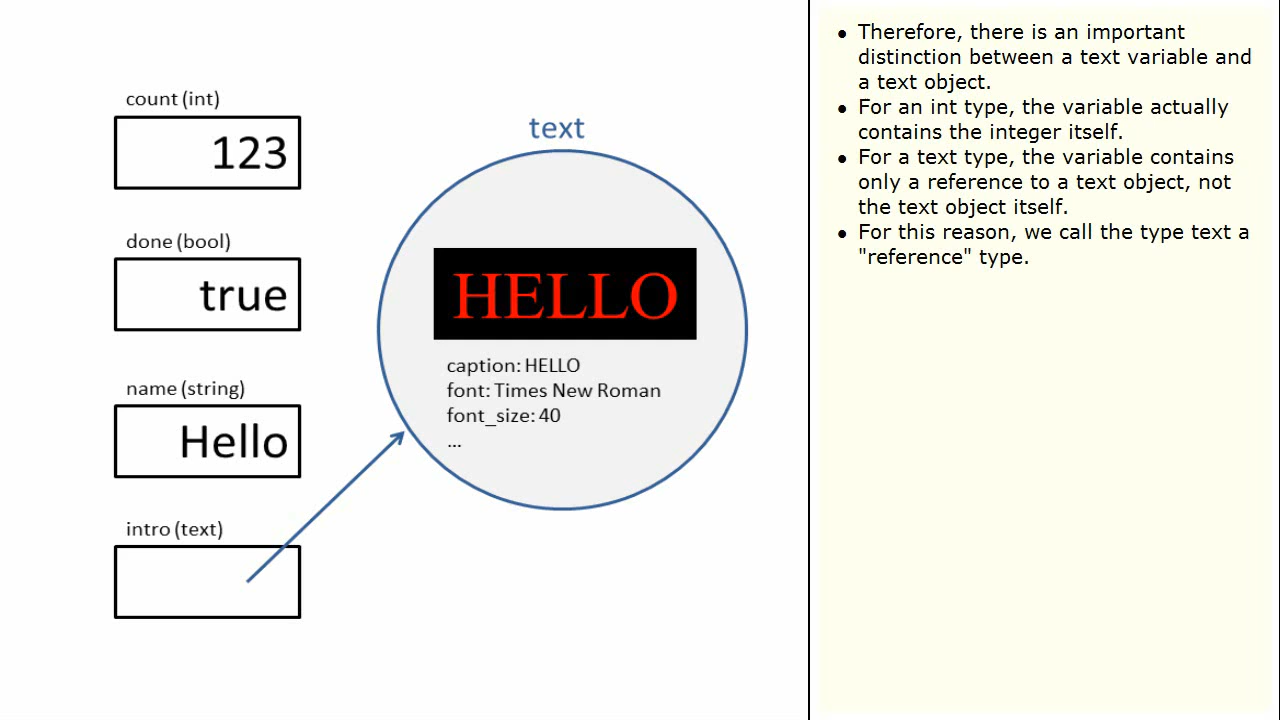 count (int)
123
done (bool)
true
name (string)
Hello
intro (text)
text
HELLO
caption: HELLO
font: Times New Roman
font_size: 40
...
• Therefore, there is an important
distinction between a text variable and
a text object.
• For an int type, the variable actually
contains the integer itself.
• For a text type, the variable contains
only a reference to a text object, not
the text object itself.
• For this reason, we call the type text a
"reference" type.